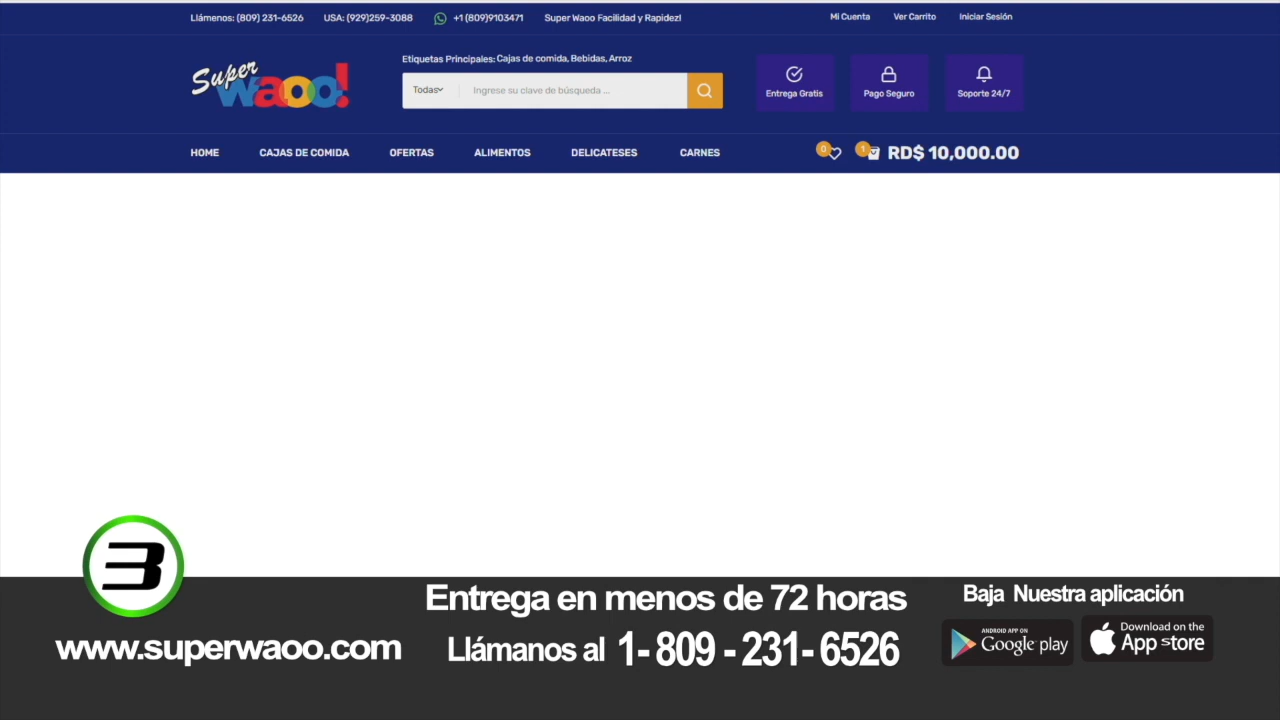 Llámenos: (809) 231-6526 USA: (929)259-3088 +1 (809)9103471 Super Waoo Facilidad y Rapidez! Mi Cuenta Ver Carrito Iniciar Sesión
Super
waoo!
Etiquetas Principales: Cajas de comida, Bebidas, Arroz
Todas Ingrese su clave de búsqueda ...
Entrega Gratis Pago Seguro Soporte 24/7
HOME CAJAS DE COMIDA OFERTAS ALIMENTOS DELICATESES CARNES 0 1 RD$ 10,000.00
3
www.superwaoo.com
Entrega en menos de 72 horas
Llámanos al 1-809-231-6526
Baja Nuestra aplicación
ANDROID APP ON
Google play
Download on the
App store